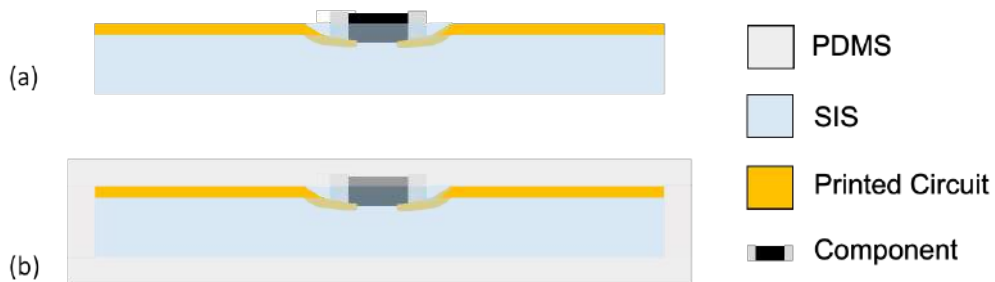 (a)
(b)
PDMS
SIS
Printed Circuit
Component